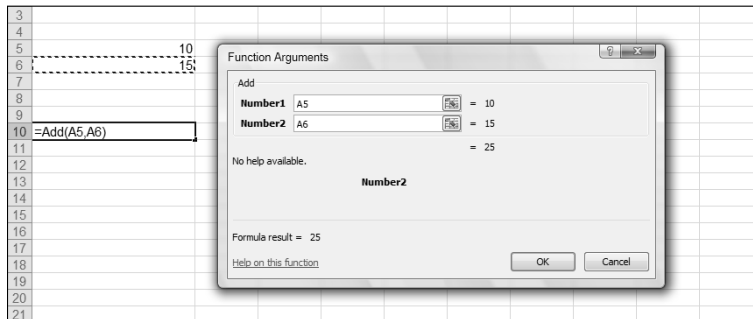 3
4
5 10
6 15
7
8
9
10 =Add(A5,A6)
11
12
13
14
15
16
17
18
19
20
21
Function Arguments
Add
Number1 A5 = 10
Number2 A6 = 15
= 25
No help available.
Number2
Formula result = 25
Help on this function
OK Cancel